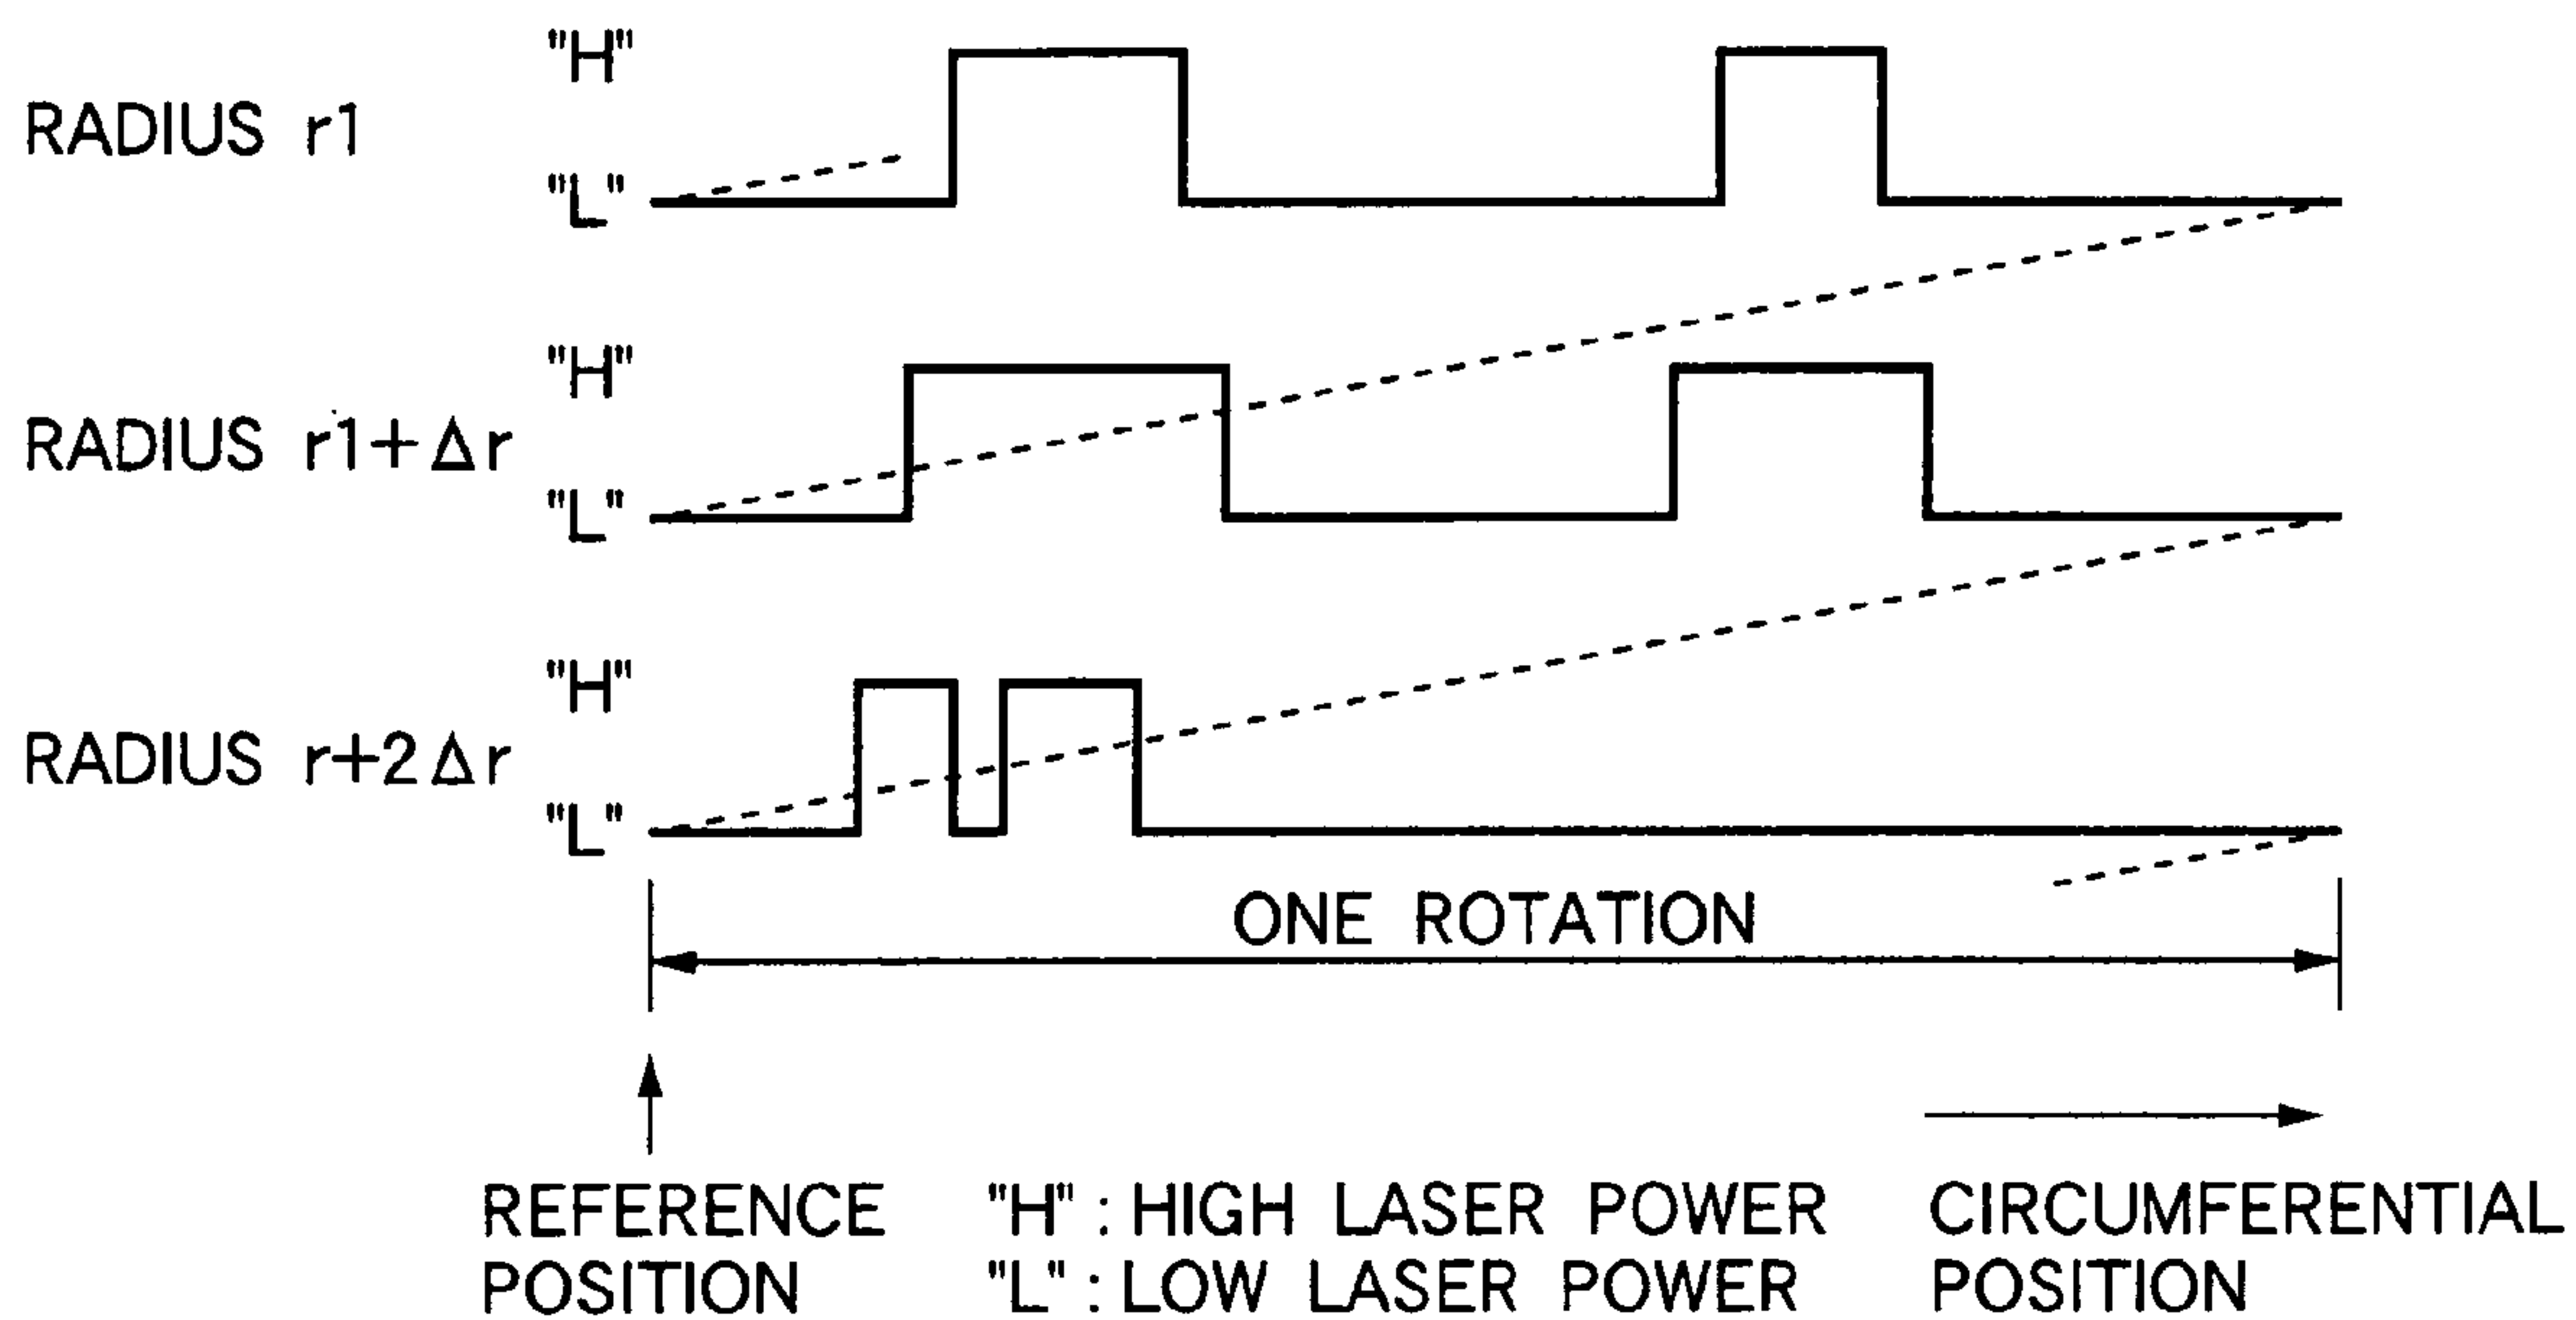 "H"
RADIUS r1
"L"
"H"
RADIUS r1+Δr
"L"
"H"
RADIUS r+2Δr
"L"
ONE ROTATION
REFERENCE POSITION
"H" : HIGH LASER POWER
"L" : LOW LASER POWER
CIRCUMFERENTIAL POSITION